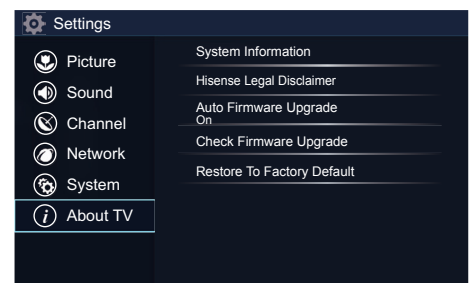 Settings
Picture
Sound
Channel
Network
System
About TV
System Information
Hisense Legal Disclaimer
Auto Firmware Upgrade
On
Check Firmware Upgrade
Restore To Factory Default